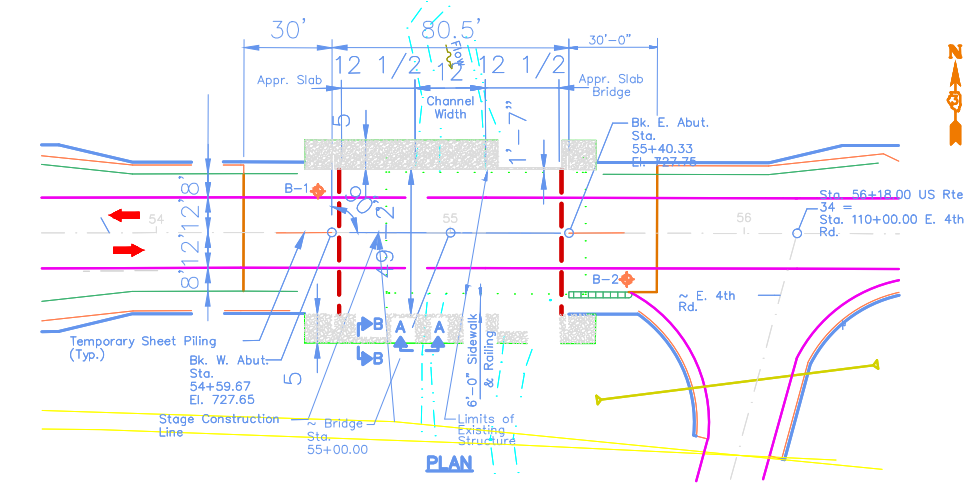 30'
80.5'
30'-0"
N
Flow
12 1/2
12
12 1/2
Appr. Slab
Appr. Slab
Bridge
Channel
Width
5
1'-7"
Bk. E. Abut.
Sta.
55+40.33
El. 727.75
B-1
8'
12'
12'
8'
54
55
56
49'-2"
Sta. 56+18.00 US Rte
34 =
Sta. 110+00.00 E. 4th
Rd.
B-2
~ E. 4th
Rd.
B
A
A
B
Temporary Sheet Piling
(Typ.)
Bk. W. Abut.
Sta.
54+59.67
El. 727.65
5
6'-0" Sidewalk
& Railing
Stage Construction
Line
~ Bridge
Sta.
55+00.00
Limits of
Existing
Structure
PLAN